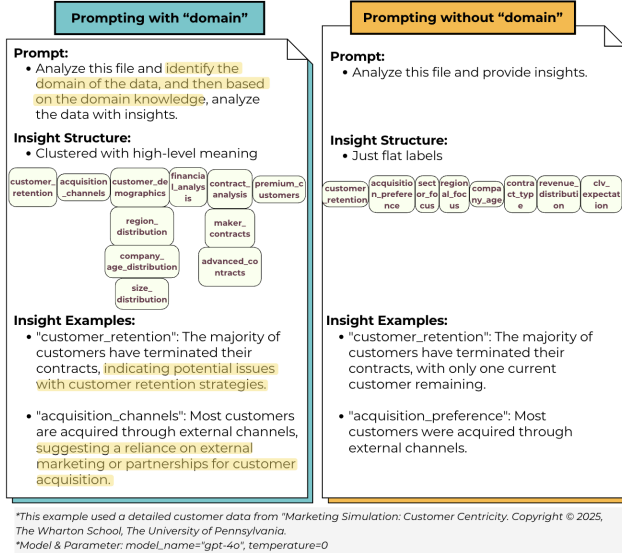 Prompting with “domain”
Prompt:
• Analyze this file and identify the
domain of the data, and then based
on the domain knowledge, analyze
the data with insights.
Insight Structure:
• Clustered with high-level meaning
customer_
retention
acquisition
_channels
customer_de
mographics
financia
l_analys
is
contract_
analysis
premium_c
ustomers
region_
distribution
maker_
contracts
company_
age_distribution
advanced_co
ntracts
size_
distribution
Insight Examples:
• "customer_retention": The majority of
customers have terminated their
contracts, indicating potential issues
with customer retention strategies.
• "acquisition_channels": Most customers
are acquired through external channels,
suggesting a reliance on external
marketing or partnerships for customer
acquisition.
Prompting without “domain”
Prompt:
• Analyze this file and provide insights.
Insight Structure:
• Just flat labels
customer
_retention
acquisitio
n_prefere
nce
sect
or_fo
cus
region
al_foc
us
compa
ny_age
contra
ct_typ
e
revenue_
distributi
on
clv_
expectat
ion
Insight Examples:
• "customer_retention": The majority of
customers have terminated their
contracts, with only one current
customer remaining.
• "acquisition_preference": Most
customers were acquired through
external channels.
*This example used a detailed customer data from "Marketing Simulation: Customer Centricity. Copyright © 2025,
The Wharton School, The University of Pennsylvania.
*Model & Parameter: model_name="gpt-4o", temperature=0